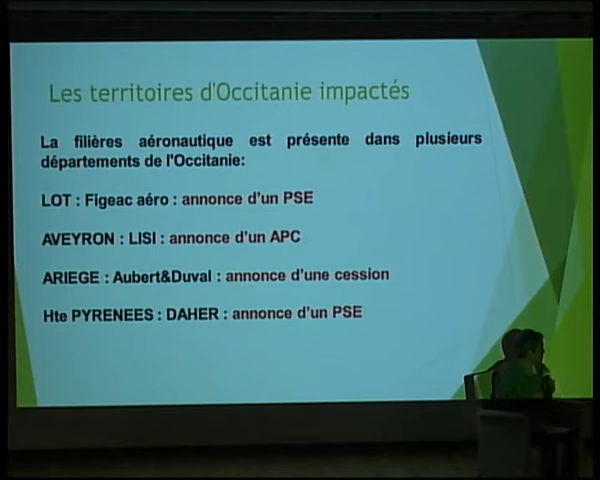 Les territoires d'Occitanie impactés
La filières aéronautique est présente dans plusieurs
départements de l'Occitanie:
LOT : Figeac aéro : annonce d'un PSE
AVEYRON : LISI : annonce d'un APC
ARIEGE : Aubert&Duval : annonce d'une cession
Hte PYRENEES : DAHER : annonce d'un PSE